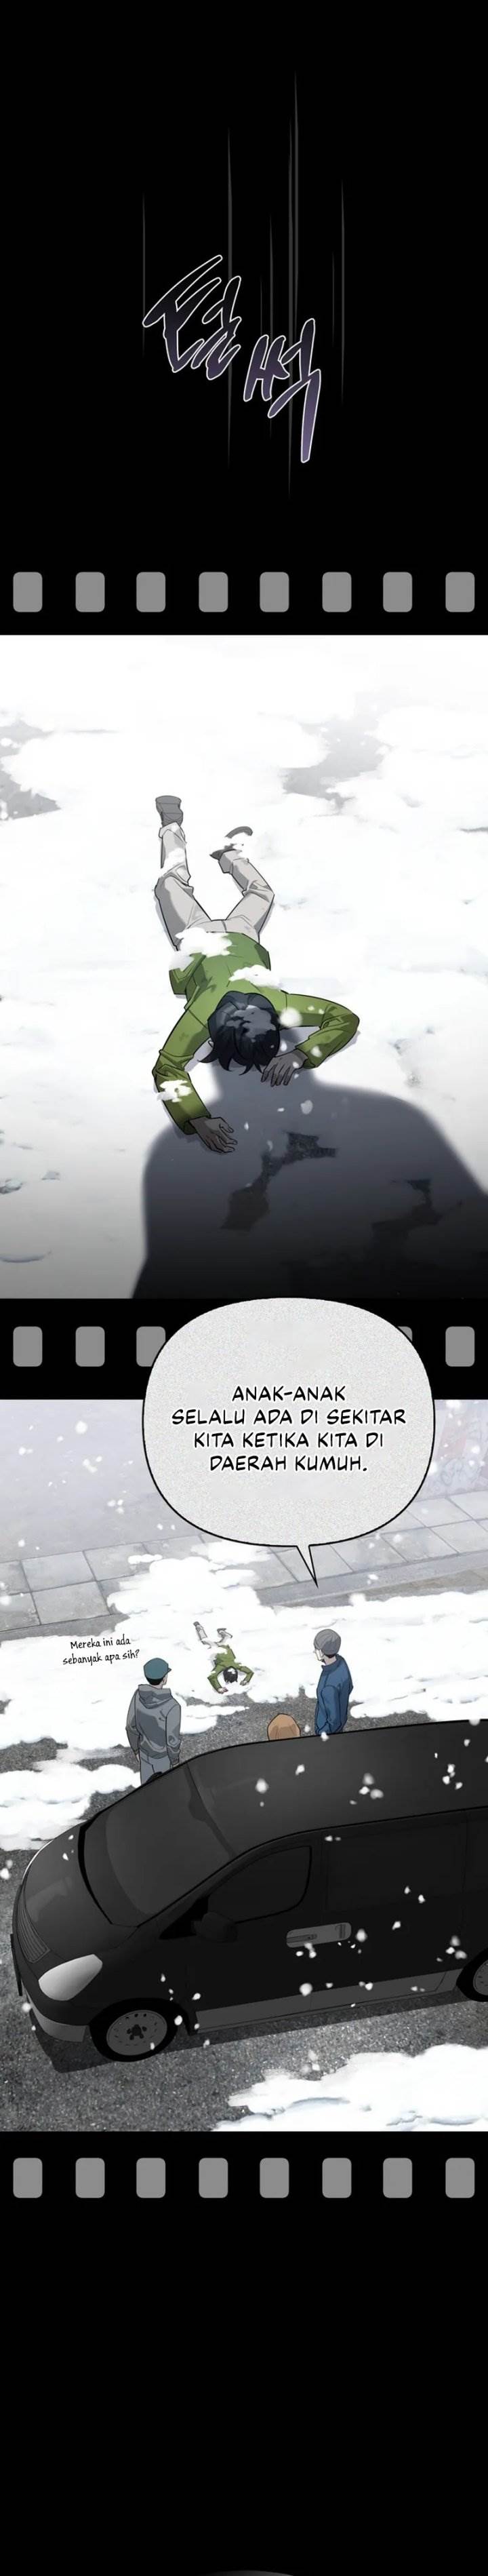 털썩
ANAK-ANAK
SELALU ADA DI SEKITAR
KITA KETIKA KITA DI
DAERAH KUMUH.
Mereka ini ada
sebanyak apa sih?